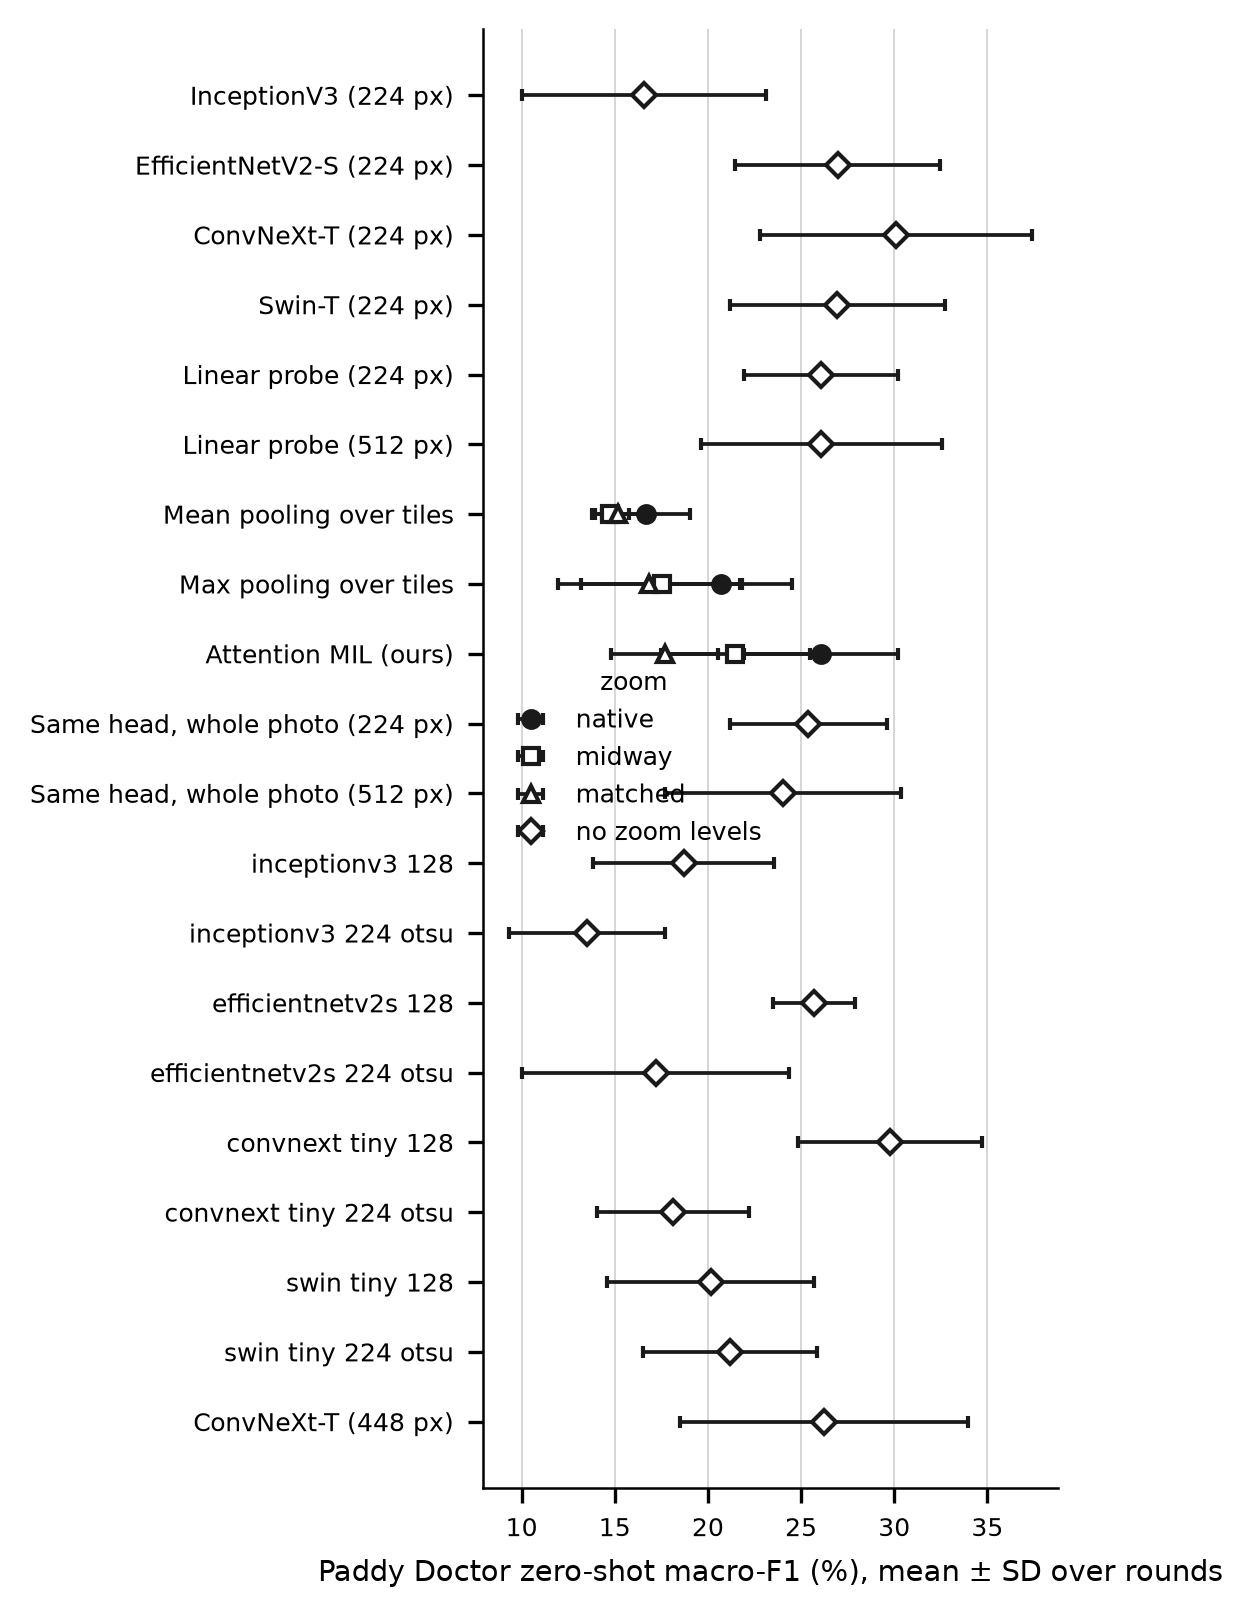 InceptionV3 (224 px)
EfficientNetV2-S (224 px)
ConvNeXt-T (224 px)
Swin-T (224 px)
Linear probe (224 px)
Linear probe (512 px)
Mean pooling over tiles
Max pooling over tiles
Attention MIL (ours)
Same head, whole photo (224 px)
Same head, whole photo (512 px)
inceptionv3 128
inceptionv3 224 otsu
efficientnetv2s 128
efficientnetv2s 224 otsu
convnext tiny 128
convnext tiny 224 otsu
swin tiny 128
swin tiny 224 otsu
ConvNeXt-T (448 px)
zoom
native
midway
matched
no zoom levels
10 15 20 25 30 35
Paddy Doctor zero-shot macro-F1 (%), mean ± SD over rounds